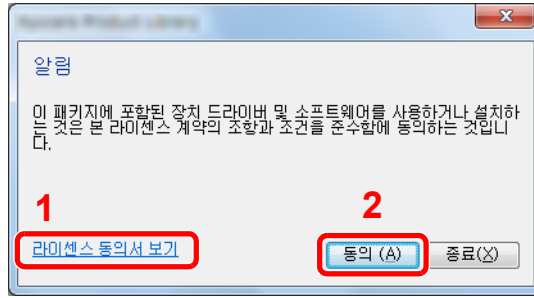 알림
이 패키지에 포함된 장치 드라이버 및 소프트웨어를 사용하거나 설치하
는 것은 본 라이센스 계약의 조항과 조건을 준수함에 동의하는 것입니
다.
1
2
라이센스 동의서 보기
동의 (A)
종료(X)